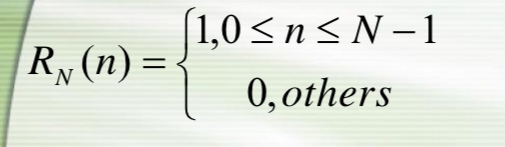 R_N(n) = { 1,0 ≤ n ≤ N − 1
0,others